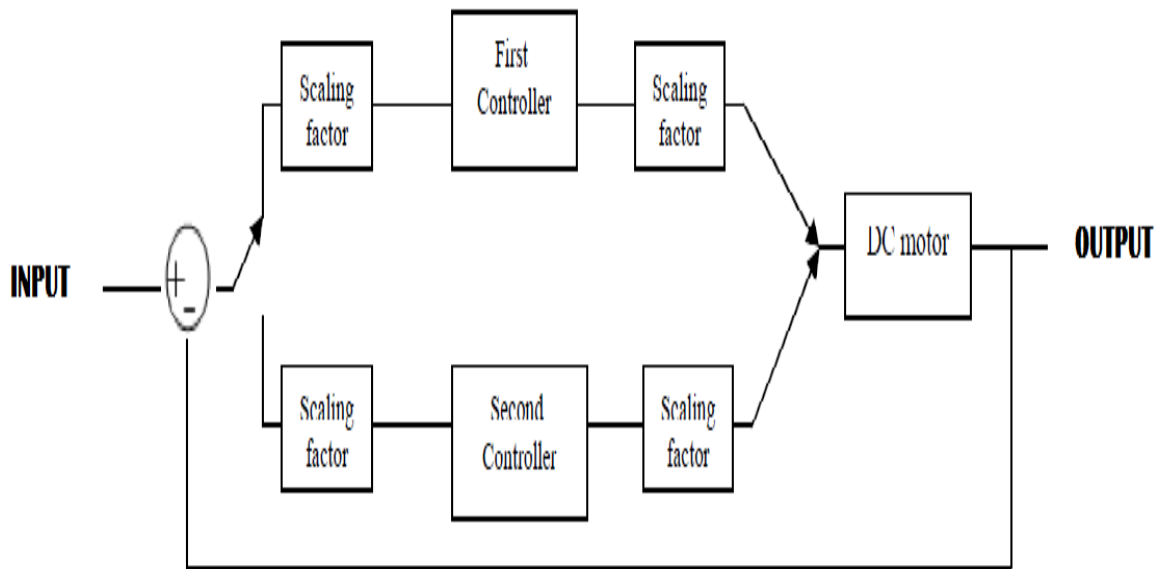 Scaling
factor
First
Controller
Scaling
factor
INPUT
+
-
DC motor
OUTPUT
Scaling
factor
Second
Controller
Scaling
factor